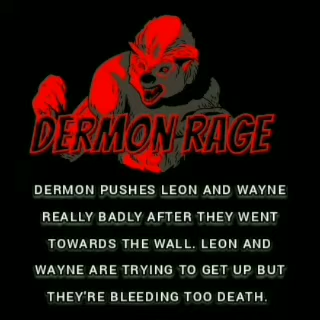 DERMON RAGE
DERMON PUSHES LEON AND WAYNE
REALLY BADLY AFTER THEY WENT
TOWARDS THE WALL. LEON AND
WAYNE ARE TRYING TO GET UP BUT
THEY'RE BLEEDING TOO DEATH.